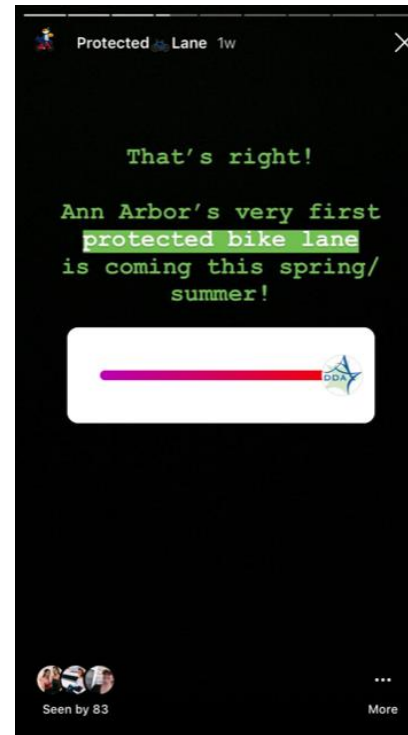 Protected 🚲 Lane 1w
That's right!
Ann Arbor's very first
protected bike lane
is coming this spring/
summer!
DDA
Seen by 83
More